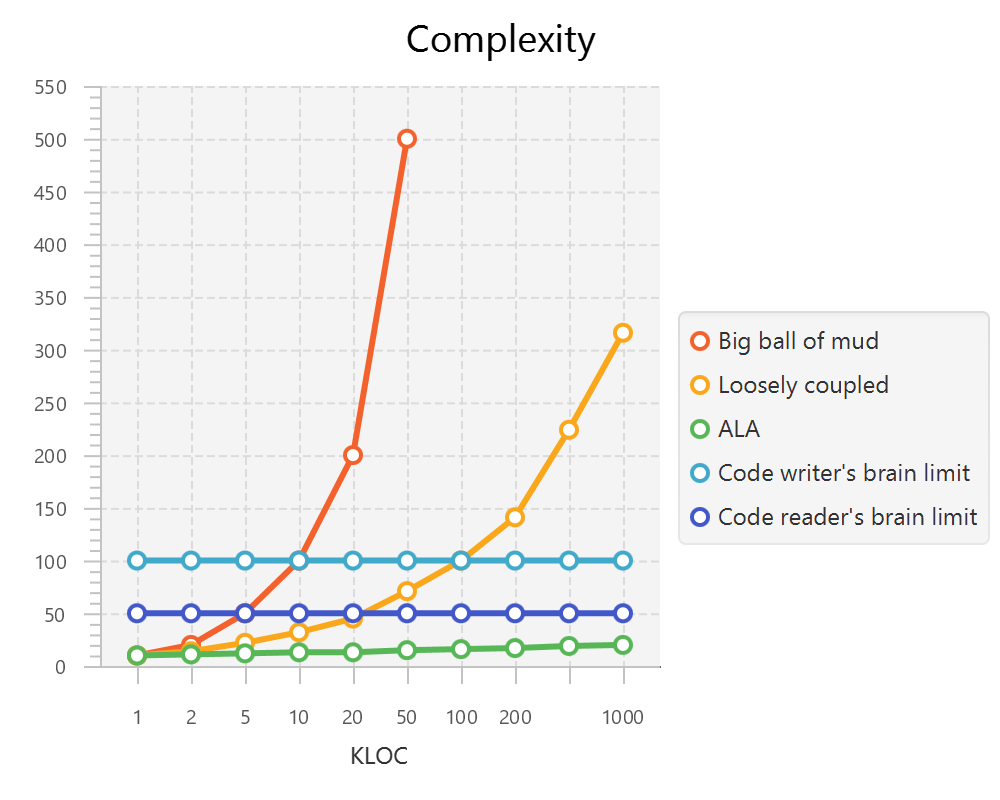 Complexity
550
500
450
400
350
300
250
200
150
100
50
0
1 2 5 10 20 50 100 200 1000
KLOC
Big ball of mud
Loosely coupled
ALA
Code writer's brain limit
Code reader's brain limit